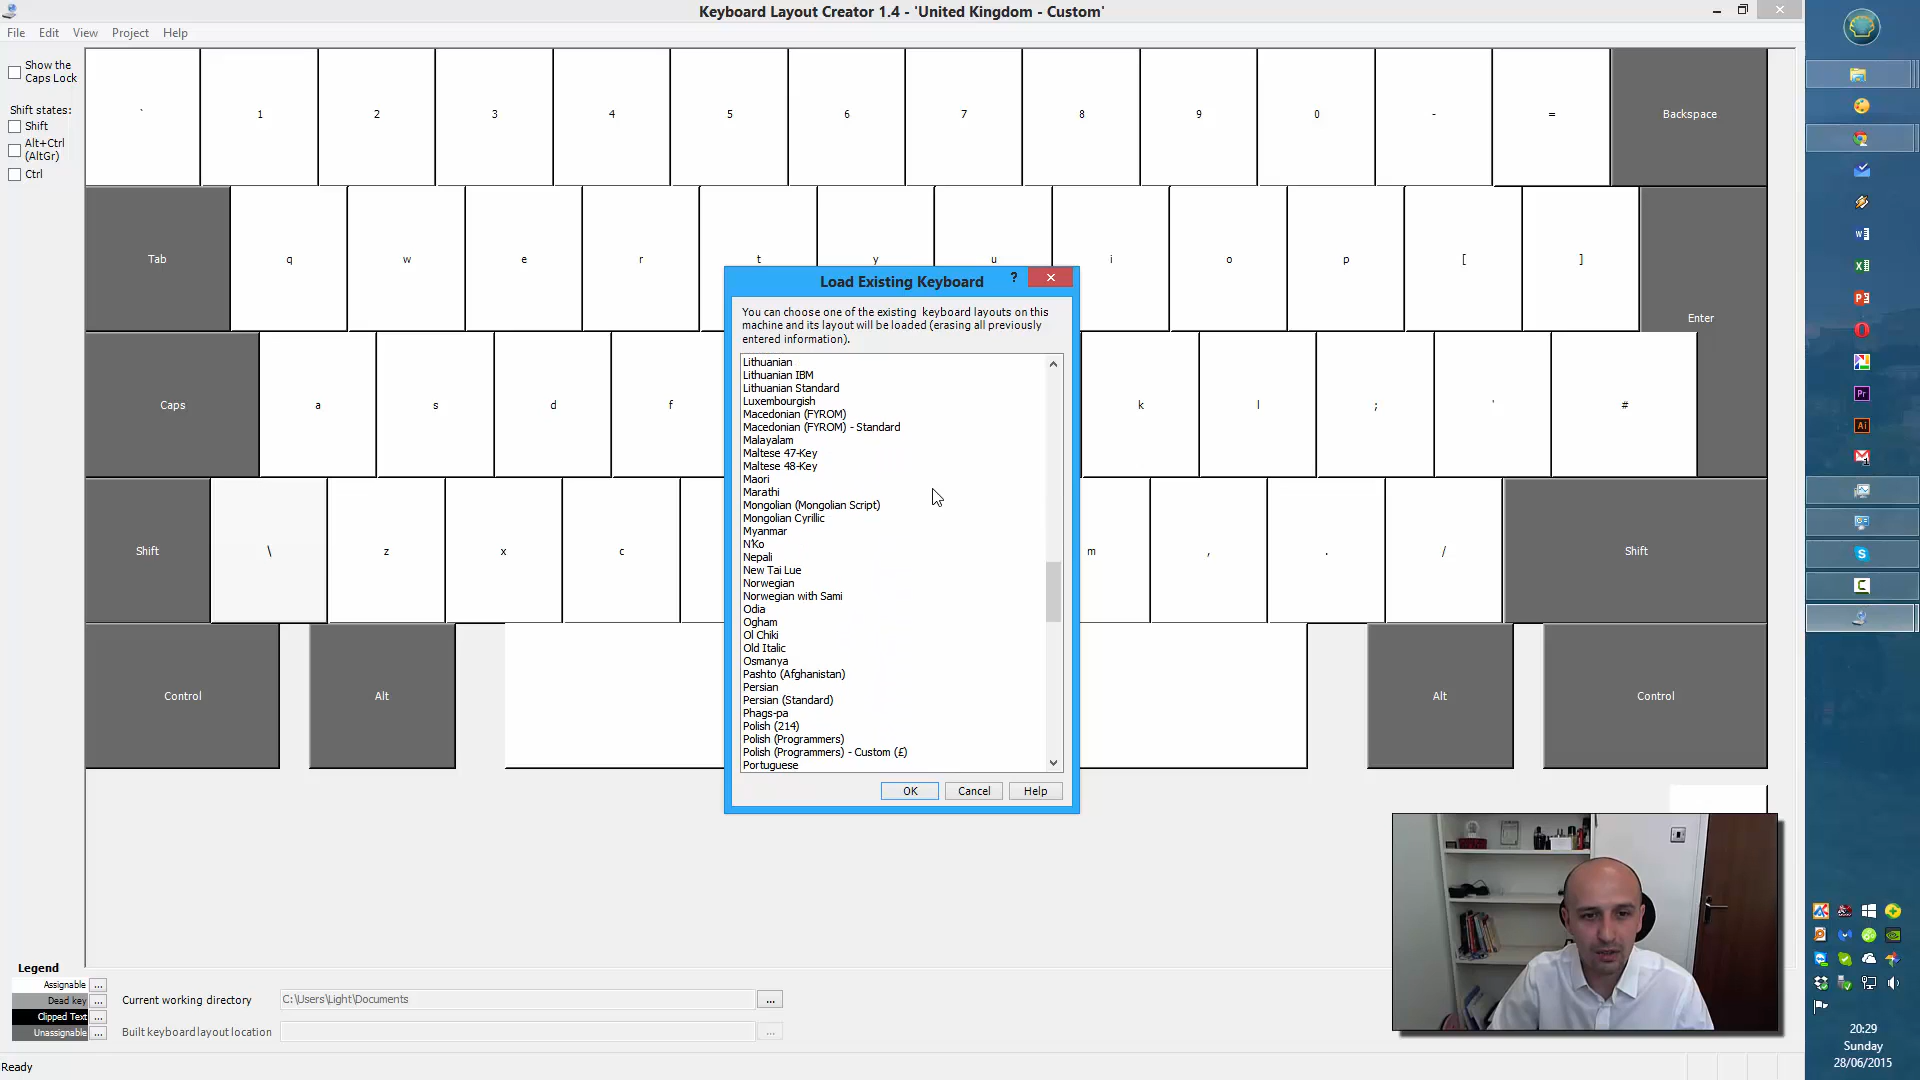 Keyboard Layout Creator 1.4 - 'United Kingdom - Custom'
File Edit View Project Help
Show the
Caps Lock
Shift states:
Shift
Alt+Ctrl
(AltGr)
Ctrl
` 1 2 3 4 5 6 7 8 9 0 - = Backspace
Tab q w e r t y u i o p [ ]
Enter
Caps a s d f k l ; ' #
Shift \ z x c m , . / Shift
Control Alt Alt Control
Load Existing Keyboard ?
You can choose one of the existing keyboard layouts on this
machine and its layout will be loaded (erasing all previously
entered information).
Lithuanian
Lithuanian IBM
Lithuanian Standard
Luxembourgish
Macedonian (FYROM)
Macedonian (FYROM) - Standard
Malayalam
Maltese 47-Key
Maltese 48-Key
Maori
Marathi
Mongolian (Mongolian Script)
Mongolian Cyrillic
Myanmar
N'Ko
Nepali
New Tai Lue
Norwegian
Norwegian with Sami
Odia
Ogham
Ol Chiki
Old Italic
Osmanya
Pashto (Afghanistan)
Persian
Persian (Standard)
Phags-pa
Polish (214)
Polish (Programmers)
Polish (Programmers) - Custom (£)
Portuguese
OK Cancel Help
Legend
Assignable ...
Dead key ...
Clipped Text ...
Unassignable ...
Current working directory C:\Users\Light\Documents ...
Built keyboard layout location ...
Ready
Pr
Ai
20:29
Sunday
28/06/2015